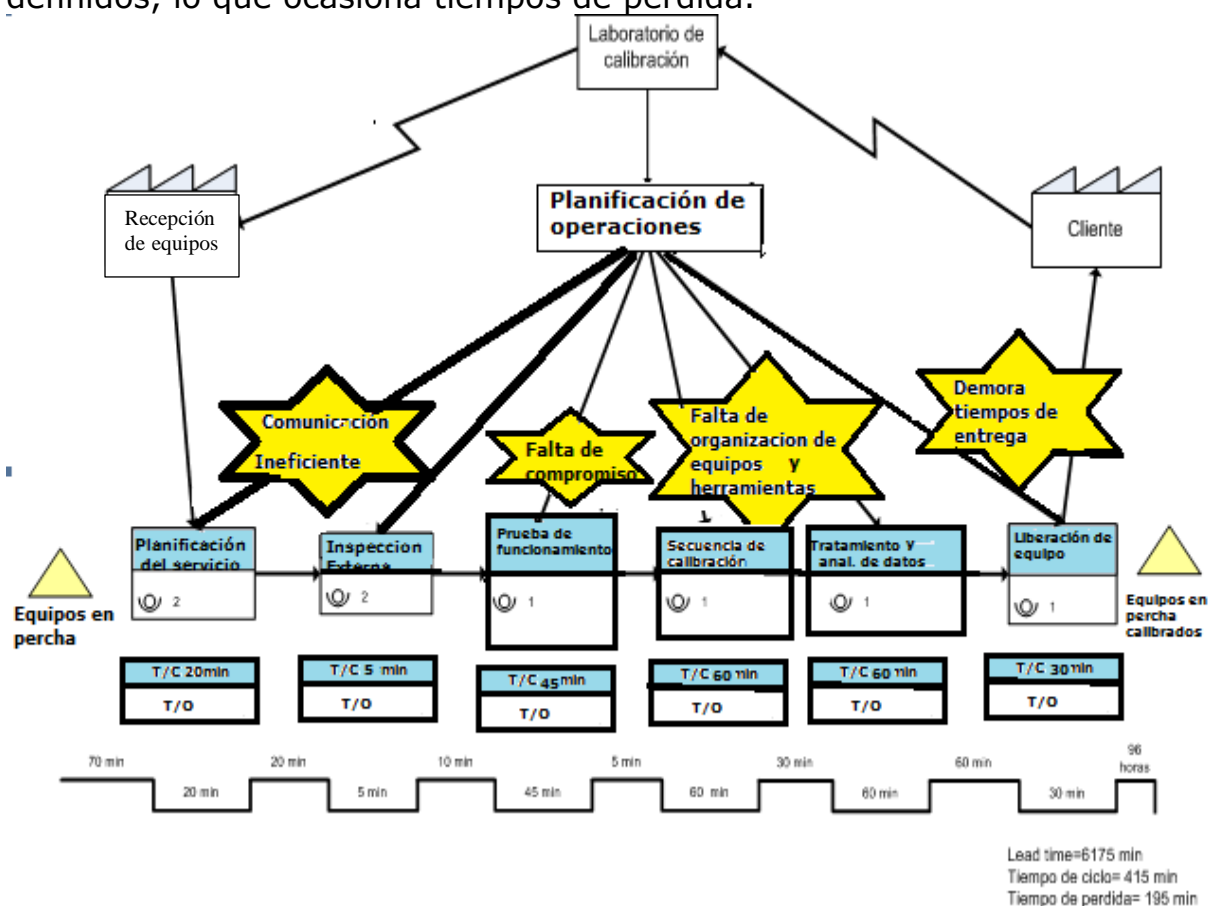 definidos, lo que ocasiona tiempos de perdida.
Laboratorio de
calibración
Planificación de
operaciones
Recepción
de equipos
Cliente
Comunicación
Ineficiente
Falta de
compromiso
Falta de
organizacion de
equipos y
herramientas
Demora
tiempos de
entrega
Equipos en
percha
Planificación
del servicio
2
Inspeccion
Externa
2
Prueba de
funcionamiento
1
Secuencia de
calibración
1
Tratamiento y
anal. de datos
1
Liberación de
equipo
1
Equipos en
percha
calibrados
T/C 20min
T/O
T/C 5 min
T/O
T/C 45 min
T/O
T/C 60 min
T/O
T/C 60 min
T/O
T/C 30 min
T/O
70 min
20 min
20 min
5 min
10 min
45 min
5 min
60 min
30 min
60 min
60 min
30 min
96
horas
Lead time=6175 min
Tiempo de ciclo= 415 min
Tiempo de perdida= 195 min